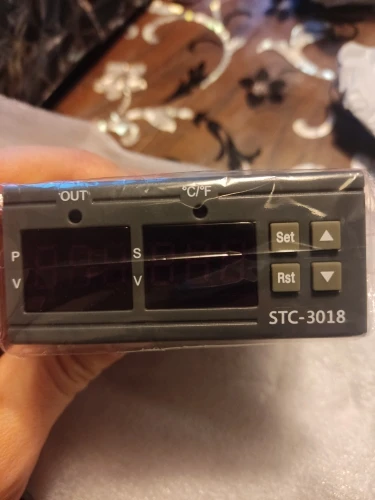 OUT
°C/°F
P
V
S
V
Set
Rst
STC-3018